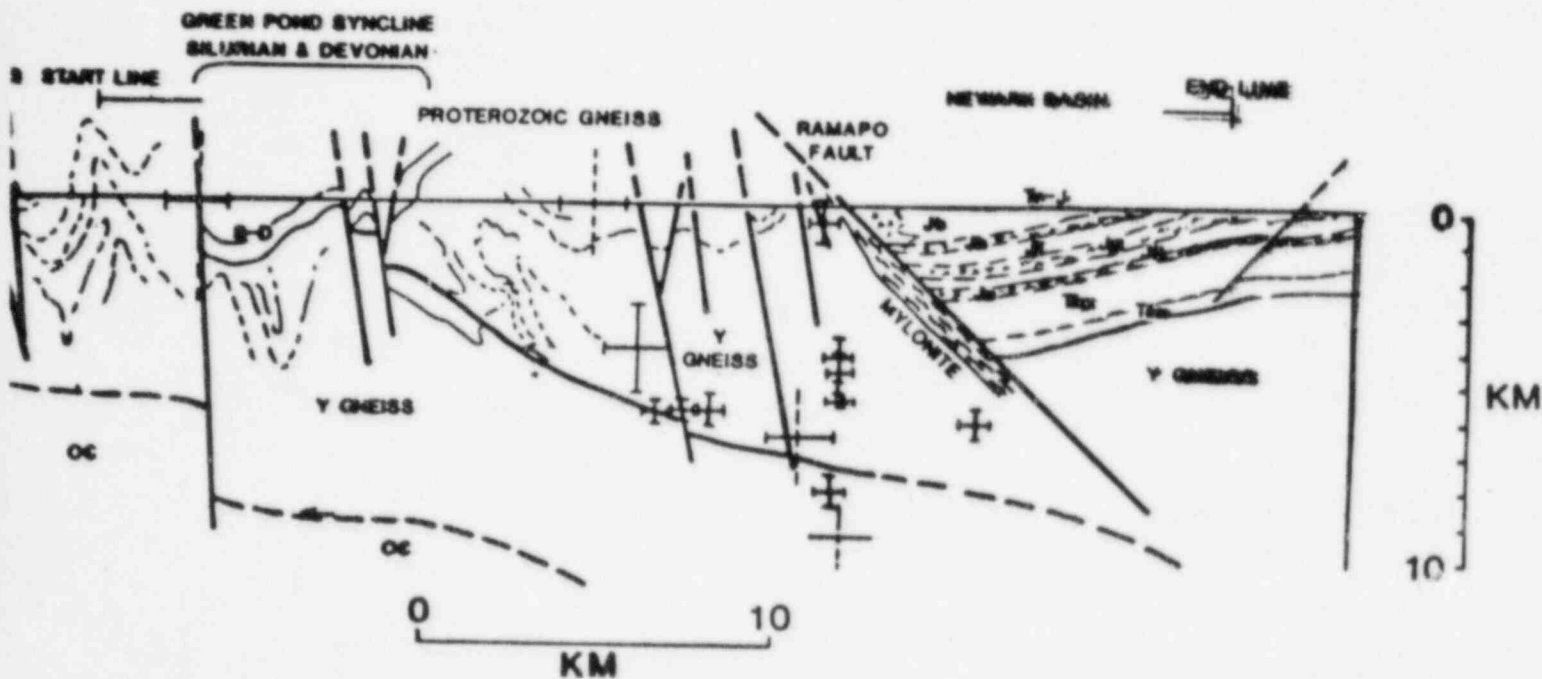 GREEN POND SYNCLINE
SILURIAN & DEVONIAN
START LINE
PROTEROZOIC GNEISS
RAMAPO
FAULT
NEWARK BASIN
END LINE
S-D
Y GNEISS
Y
GNEISS
MYLONITE
Y GNEISS
O€
O€
0
KM
10
0
10
KM